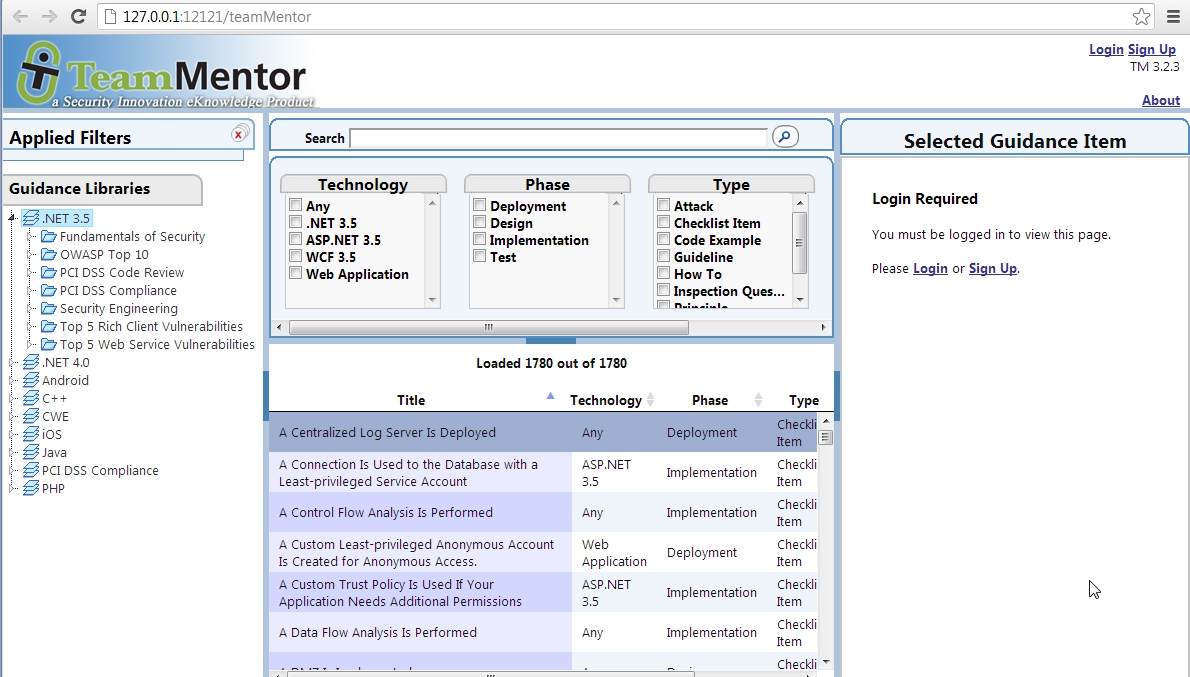 127.0.0.1:12121/teamMentor
TeamMentor
a Security Innovation eKnowledge Product
Login Sign Up
TM 3.2.3
About
Applied Filters
Guidance Libraries
.NET 3.5
Fundamentals of Security
OWASP Top 10
PCI DSS Code Review
PCI DSS Compliance
Security Engineering
Top 5 Rich Client Vulnerabilities
Top 5 Web Service Vulnerabilities
.NET 4.0
Android
C++
CWE
iOS
Java
PCI DSS Compliance
PHP
Search
Technology
Any
.NET 3.5
ASP.NET 3.5
WCF 3.5
Web Application
Phase
Deployment
Design
Implementation
Test
Type
Attack
Checklist Item
Code Example
Guideline
How To
Inspection Ques...
Principle
Loaded 1780 out of 1780
Title Technology Phase Type
A Centralized Log Server Is Deployed Any Deployment Checkli
Item
A Connection Is Used to the Database with a ASP.NET Implementation Checkli
Least-privileged Service Account 3.5 Item
A Control Flow Analysis Is Performed Any Implementation Checkli
Item
A Custom Least-privileged Anonymous Account Web Deployment Checkli
Is Created for Anonymous Access. Application Item
A Custom Trust Policy Is Used If Your ASP.NET Implementation Checkli
Application Needs Additional Permissions 3.5 Item
A Data Flow Analysis Is Performed Any Implementation Checkli
Item
Checkli
Selected Guidance Item
Login Required
You must be logged in to view this page.
Please Login or Sign Up.